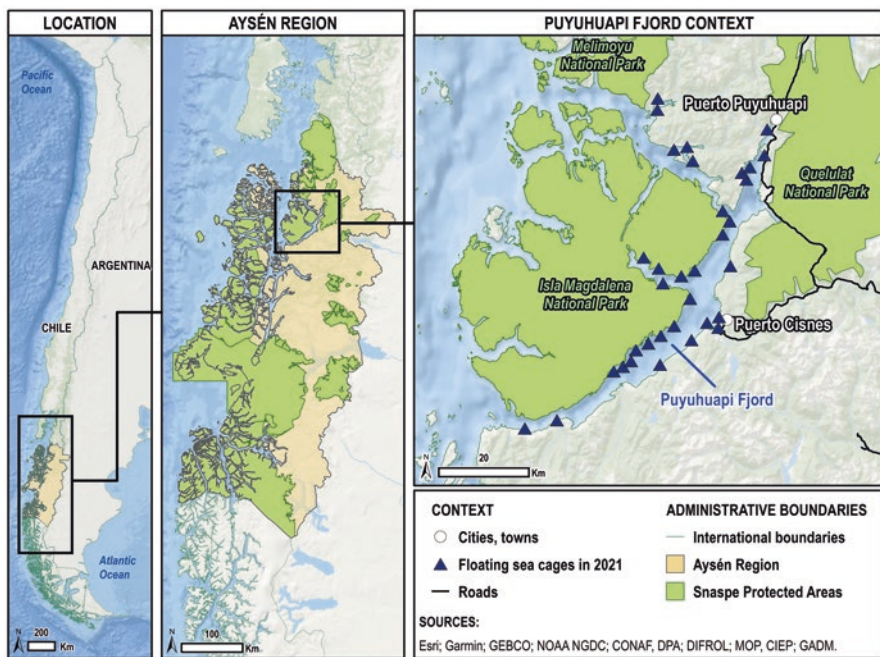 LOCATION
Pacific
Ocean
ARGENTINA
CHILE
Atlantic
Ocean
N
200
Km
AYSÉN REGION
N
100
Km
PUYUHUAPI FJORD CONTEXT
Melimoyu
National Park
Puerto Puyuhuapi
Quelulat
National Park
Isla Magdalena
National Park
Puerto Cisnes
Puyuhuapi Fjord
N
20
Km
CONTEXT
Cities, towns
Floating sea cages in 2021
Roads
ADMINISTRATIVE BOUNDARIES
International boundaries
Aysén Region
Snaspe Protected Areas
SOURCES:
Esri; Garmin; GEBCO; NOAA NGDC; CONAF, DPA; DIFROL; MOP, CIEP; GADM.